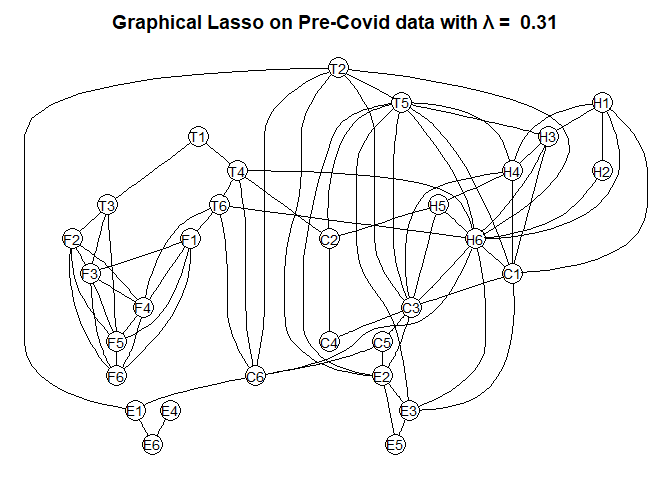 Graphical Lasso on Pre-Covid data with λ = 0.31
T2
T5
H1
T1
H3
T4
H4
H2
T3
T6
H5
F2
F1
C2
H6
F3
C1
F4
C3
F5
C4
C5
F6
C6
E2
E1
E4
E3
E6
E5